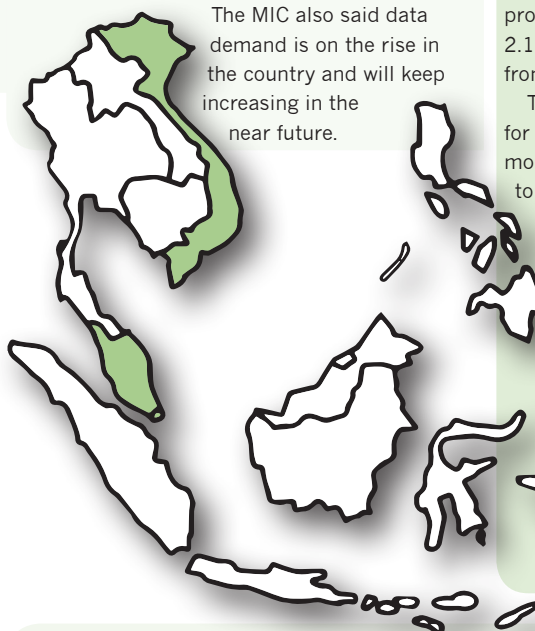 The MIC also said data
demand is on the rise in
the country and will keep
increasing in the
near future.
pro
2.1
from
T
for
mo
to